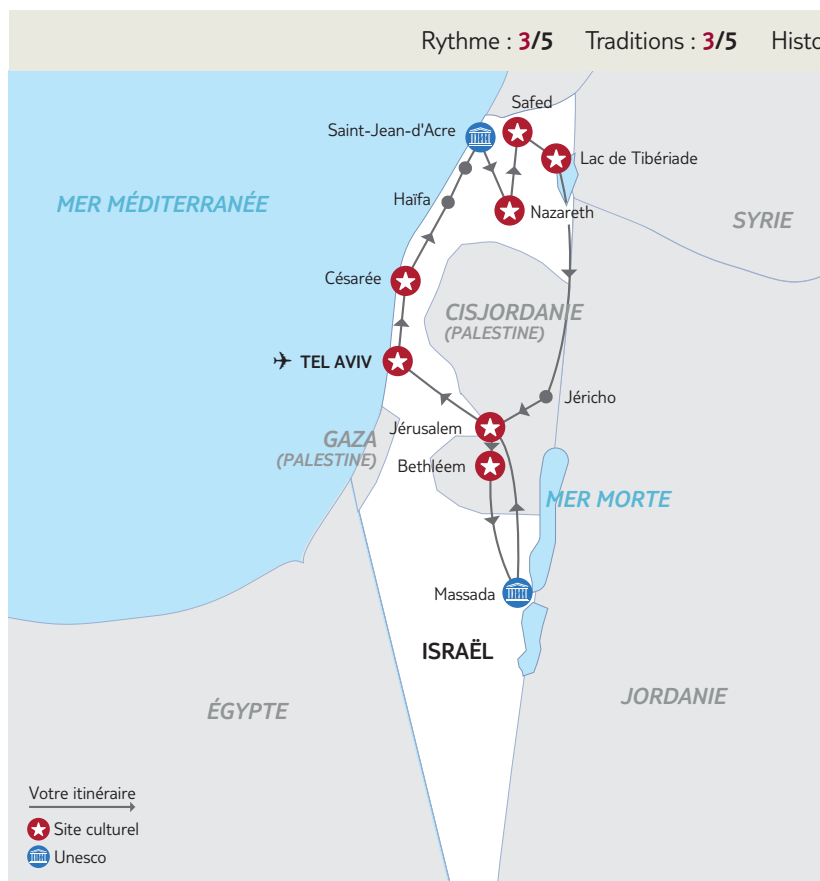 Rythme : 3/5 Traditions : 3/5 Histo
Safed
Saint-Jean-d'Acre
Lac de Tibériade
MER MÉDITERRANÉE
Haïfa
Nazareth
SYRIE
Césarée
CISJORDANIE
(PALESTINE)
TEL AVIV
Jéricho
Jérusalem
GAZA
(PALESTINE)
Bethléem
MER MORTE
Massada
ISRAËL
ÉGYPTE
JORDANIE
Votre itinéraire
Site culturel
Unesco